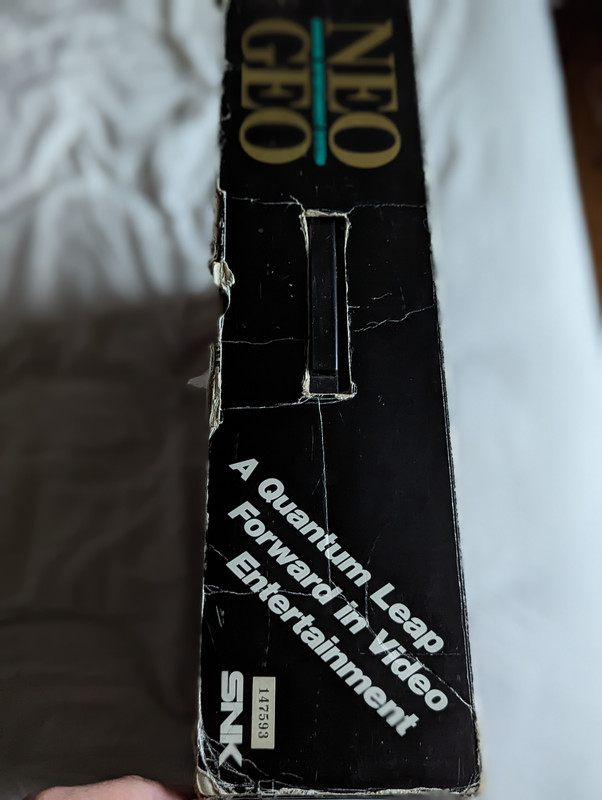 NEO
GEO
A Quantum Leap
Forward in Video
Entertainment
147593
SNK